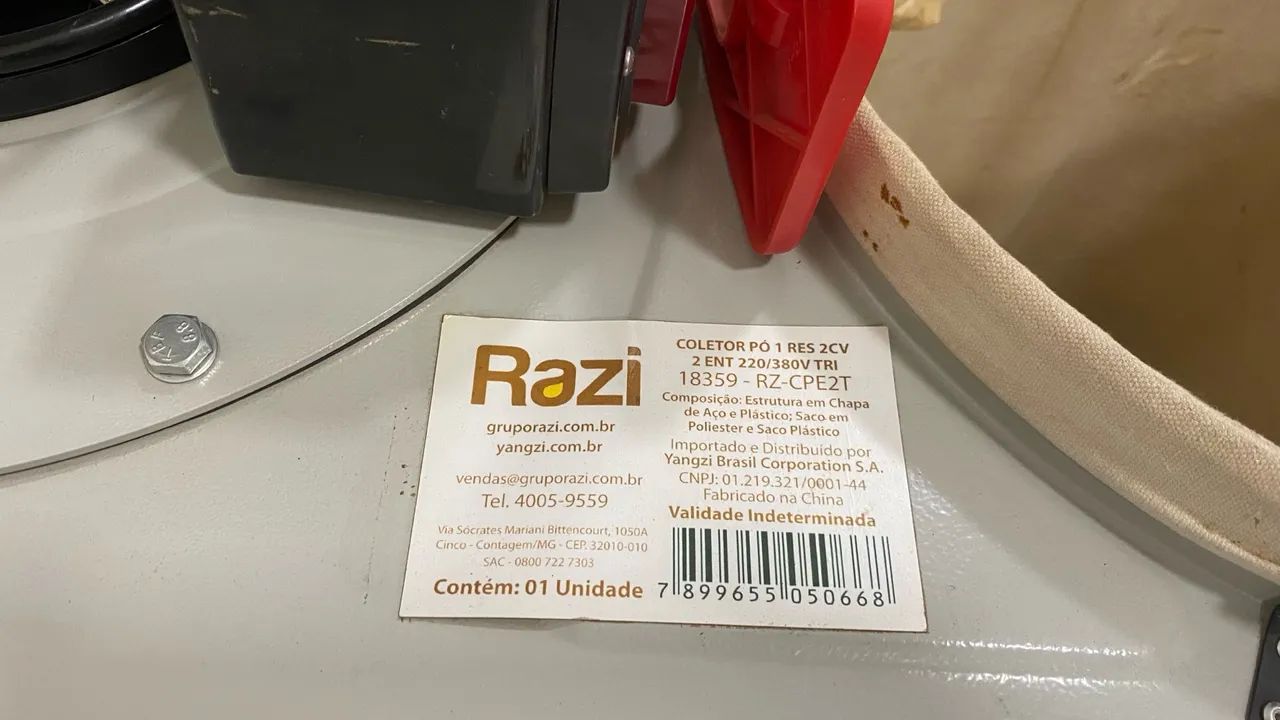 Razi
gruporazi.com.br
yangzi.com.br
vendas@gruporazi.com.br
Tel. 4005-9559
Via Sócrates Mariani Bittencourt, 1050A
Cinco - Contagem/MG - CEP. 32010-010
SAC - 0800 722 7303
Contém: 01 Unidade
COLETOR PÓ 1 RES 2CV
2 ENT 220/380V TRI
18359 - RZ-CPE2T
Composição: Estrutura em Chapa
de Aço e Plástico; Saco em
Poliester e Saco Plástico
Importado e Distribuído por
Yangzi Brasil Corporation S.A.
CNPJ: 01.219.321/0001-44
Fabricado na China
Validade Indeterminada
7 899655 050668
8.8